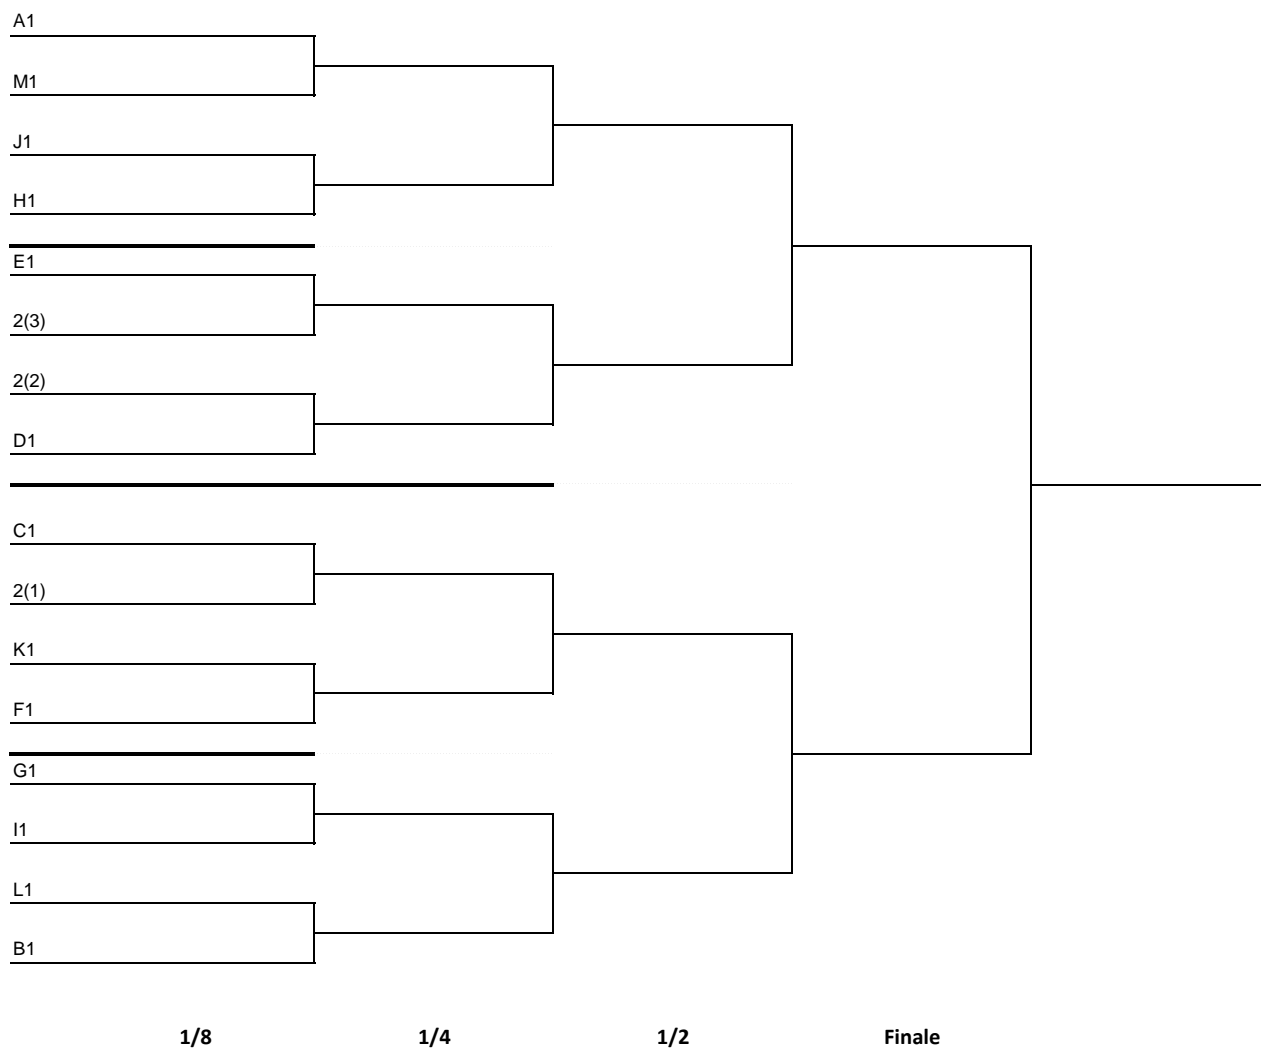 A1
M1
J1
H1
E1
2(3)
2(2)
D1
C1
2(1)
K1
F1
G1
I1
L1
B1
1/8 1/4 1/2 Finale